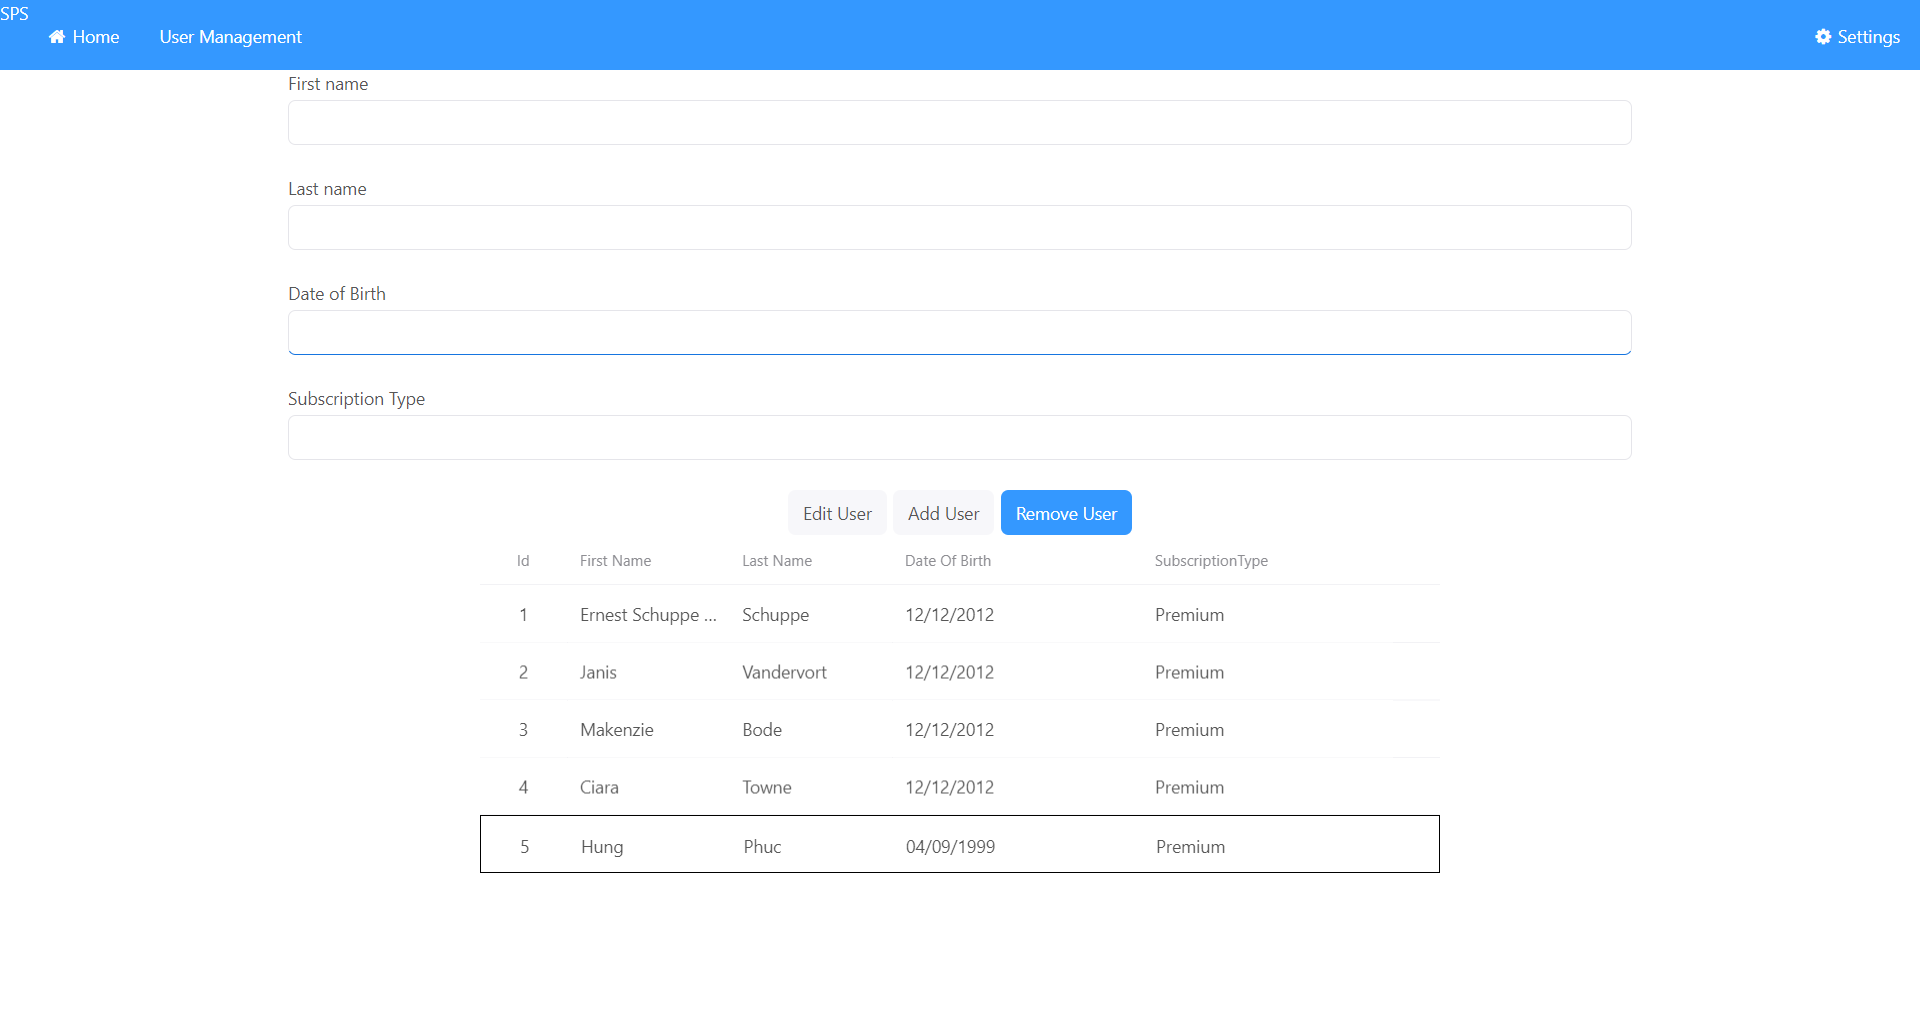 SPS
Home User Management Settings
First name
Last name
Date of Birth
Subscription Type
Edit User Add User Remove User
Id First Name Last Name Date Of Birth SubscriptionType
1 Ernest Schuppe ... Schuppe 12/12/2012 Premium
2 Janis Vandervort 12/12/2012 Premium
3 Makenzie Bode 12/12/2012 Premium
4 Ciara Towne 12/12/2012 Premium
5 Hung Phuc 04/09/1999 Premium